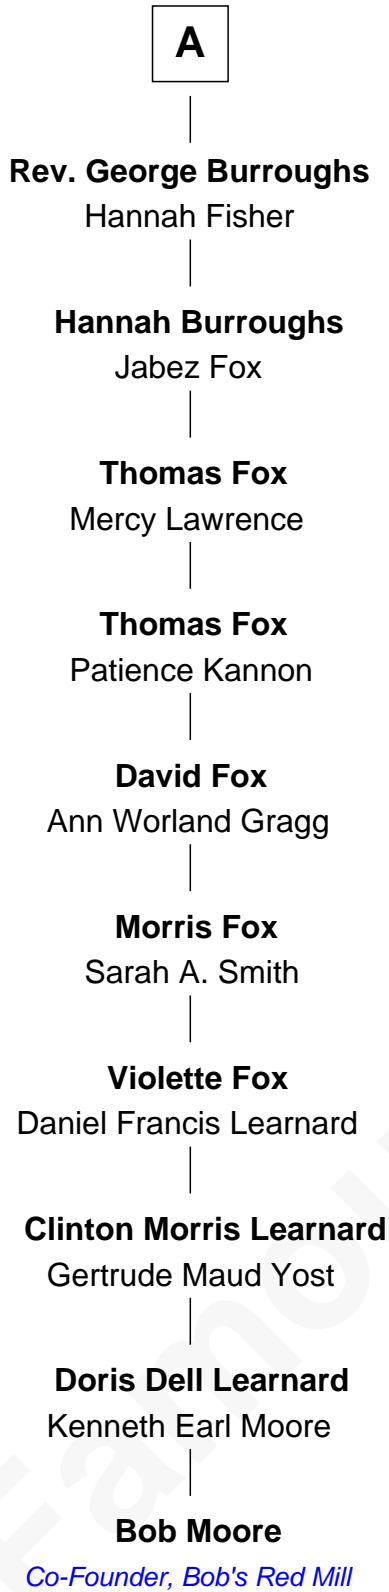 A
Rev. George Burroughs
Hannah Fisher
Hannah Burroughs
Jabez Fox
Thomas Fox
Mercy Lawrence
Thomas Fox
Patience Kannon
David Fox
Ann Worland Gragg
Morris Fox
Sarah A. Smith
Violette Fox
Daniel Francis Learnard
Clinton Morris Learnard
Gertrude Maud Yost
Doris Dell Learnard
Kenneth Earl Moore
Bob Moore
Co-Founder, Bob's Red Mill